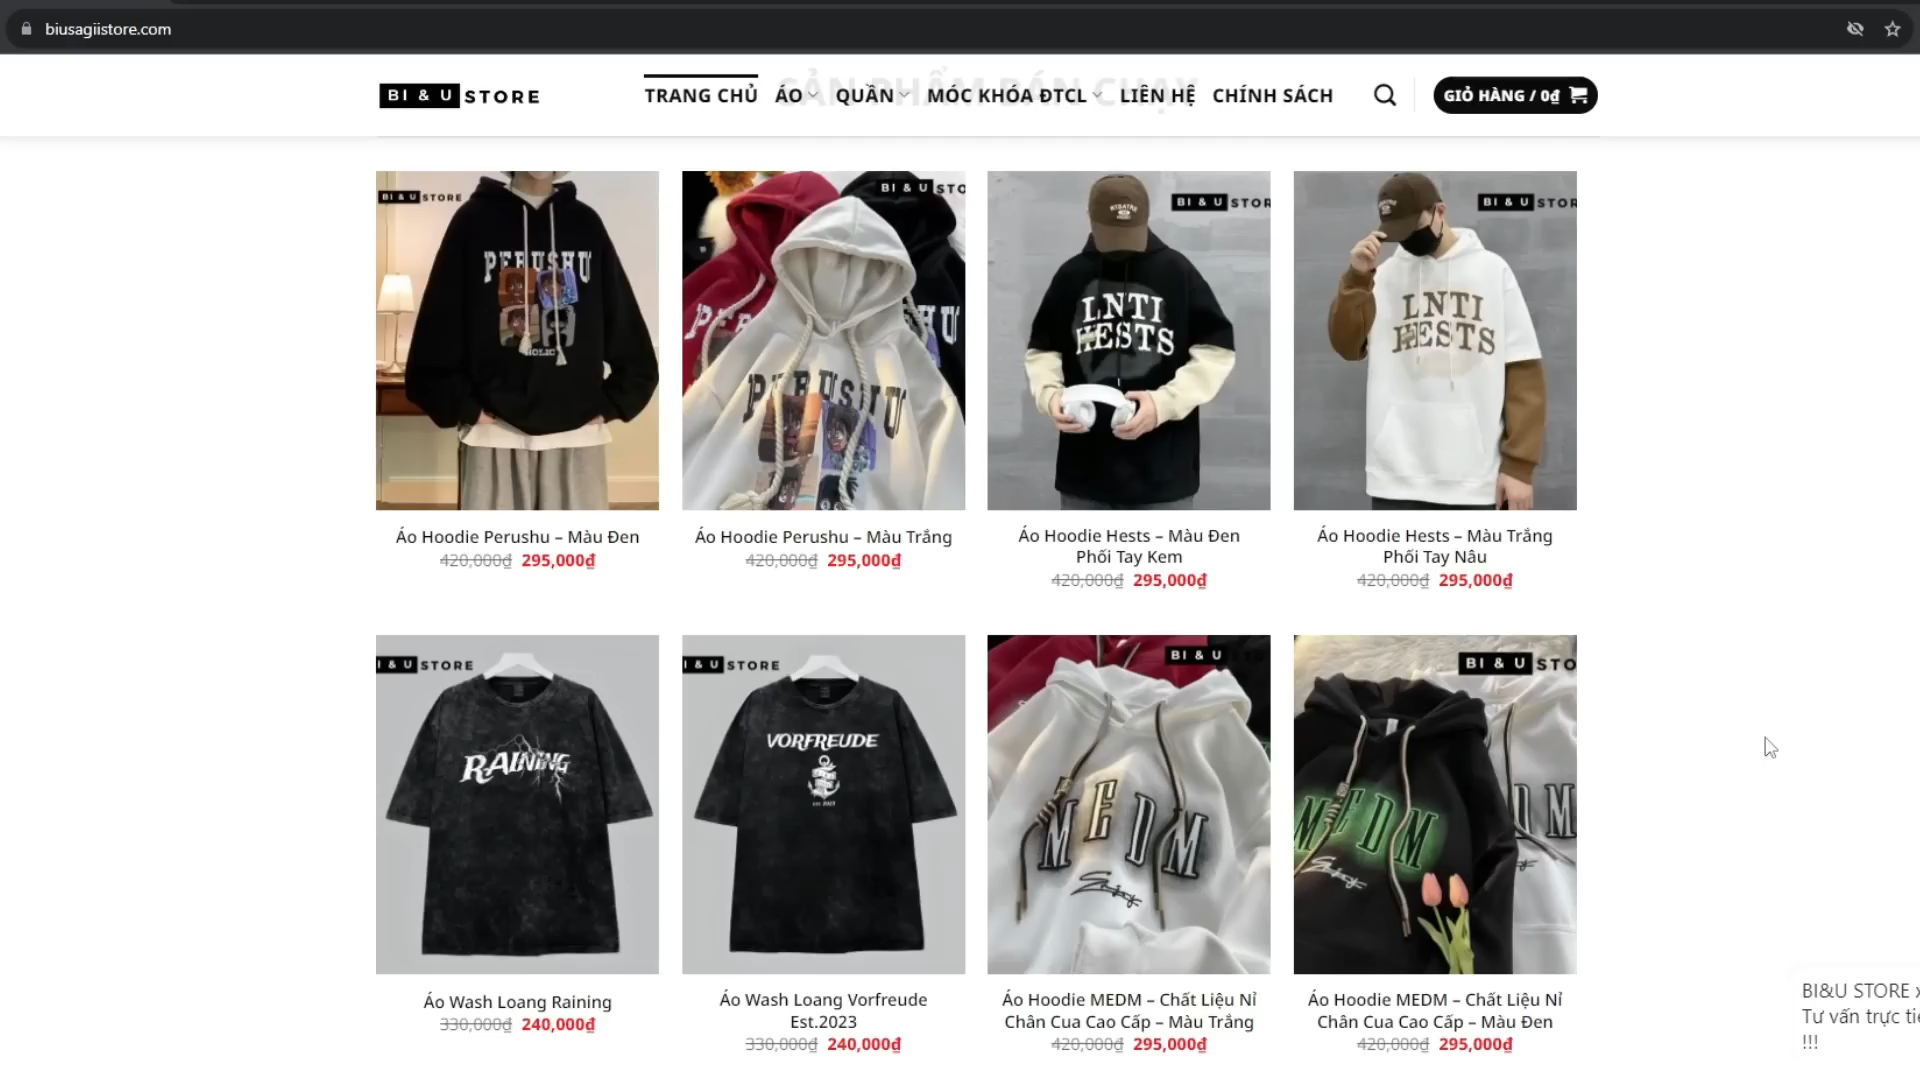 biusagiistore.com
SẢN PHẨM BÁN CHẠY
BI & U STORE
TRANG CHỦ
ÁO
QUẦN
MÓC KHÓA ĐTCL
LIÊN HỆ
CHÍNH SÁCH
GIỎ HÀNG / 0₫
BI & U STORE
PERUSHU
HOLIC
BI & U STO
PERUSHU
BI & U STOR
LNTI
HESTS
BI & U STOR
LNTI
HESTS
Áo Hoodie Perushu – Màu Đen
420,000₫ 295,000₫
Áo Hoodie Perushu – Màu Trắng
420,000₫ 295,000₫
Áo Hoodie Hests – Màu Đen
Phối Tay Kem
420,000₫ 295,000₫
Áo Hoodie Hests – Màu Trắng
Phối Tay Nâu
420,000₫ 295,000₫
I & U STORE
RAINING
I & U STORE
VORFREUDE
est 2023
BI & U
MEDM
BI & U STO
MEDM
Áo Wash Loang Raining
330,000₫ 240,000₫
Áo Wash Loang Vorfreude
Est.2023
330,000₫ 240,000₫
Áo Hoodie MEDM – Chất Liệu Nỉ
Chân Cua Cao Cấp – Màu Trắng
420,000₫ 295,000₫
Áo Hoodie MEDM – Chất Liệu Nỉ
Chân Cua Cao Cấp – Màu Đen
420,000₫ 295,000₫
BI&U STORE x
Tư vấn trực tiế
!!!